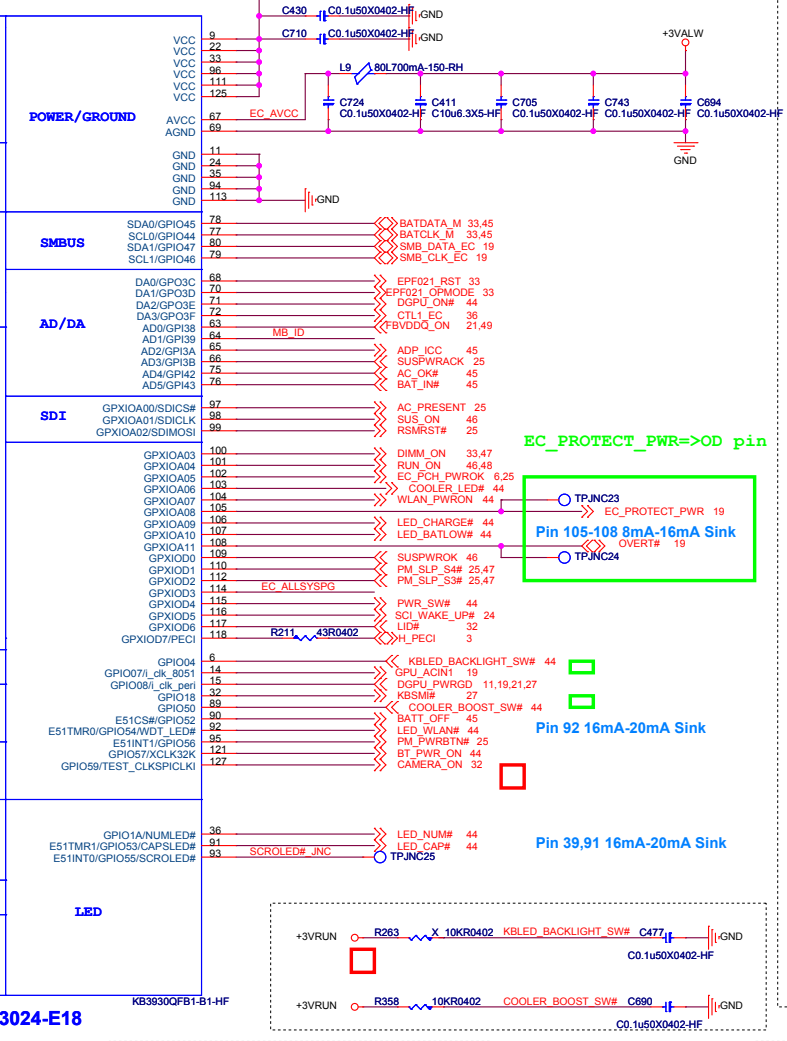 C430 C0.1u50X0402-HF GND
C710 C0.1u50X0402-HF GND
+3VALW
VCC 9
VCC 22
VCC 33
VCC 96
VCC 111
VCC 125
L9 80L700mA-150-RH
C724 C0.1u50X0402-HF
C411 C10u6.3X5-HF
C705 C0.1u50X0402-HF
C743 C0.1u50X0402-HF
C694 C0.1u50X0402-HF
POWER/GROUND
AVCC 67 EC_AVCC
AGND 69
GND
GND 11
GND 24
GND 35
GND 94
GND 113 GND
SMBUS
SDA0/GPIO45 78 BATDATA_M 33,45
SCL0/GPIO44 77 BATCLK_M 33,45
SDA1/GPIO47 80 SMB_DATA_EC 19
SCL1/GPIO46 79 SMB_CLK_EC 19
AD/DA
DA0/GPO3C 68 EPF021_RST 33
DA1/GPO3D 70 EPF021_OPMODE 33
DA2/GPO3E 71 DGPU_ON# 44
DA3/GPO3F 72 CTL1_EC 36
AD0/GPI38 63 FBVDDQ_ON 21,49
AD1/GPI39 64 MB_ID
AD2/GPI3A 65 ADP_ICC 45
AD3/GPI3B 66 SUSPWRACK 25
AD4/GPI42 75 AC_OK# 45
AD5/GPI43 76 BAT_IN# 45
SDI
GPXIOA00/SDICS# 97 AC_PRESENT 25
GPXIOA01/SDICLK 98 SUS_ON 46
GPXIOA02/SDIMOSI 99 RSMRST# 25
EC_PROTECT_PWR=>OD pin
GPXIOA03 100 DIMM_ON 33,47
GPXIOA04 101 RUN_ON 46,48
GPXIOA05 102 EC_PCH_PWROK 6,25
GPXIOA06 103 COOLER_LED# 44
GPXIOA07 104 WLAN_PWRON 44 TPJNC23
GPXIOA08 105 EC_PROTECT_PWR 19
GPXIOA09 106 LED_CHARGE# 44
GPXIOA10 107 LED_BATLOW# 44
Pin 105-108 8mA-16mA Sink
GPXIOA11 108 OVERT# 19
TPJNC24
GPXIOD0 109 SUSPWROK 46
GPXIOD1 110 PM_SLP_S4# 25,47
GPXIOD2 112 PM_SLP_S3# 25,47
GPXIOD3 114 EC_ALLSYSPG
GPXIOD4 115 PWR_SW# 44
GPXIOD5 116 SCI_WAKE_UP# 24
GPXIOD6 117 LID# 32
GPXIOD7/PECI 118 R211 43R0402 H_PECI 3
GPIO04 6 KBLED_BACKLIGHT_SW# 44
GPIO07/i_clk_8051 14 GPU_ACIN1 19
GPIO08/i_clk_peri 15 DGPU_PWRGD 11,19,21,27
GPIO18 32 KBSMI# 27
GPIO50 89 COOLER_BOOST_SW# 44
E51CS#/GPIO52 90 BATT_OFF 45
E51TMR0/GPIO54/WDT_LED# 92 LED_WLAN# 44
Pin 92 16mA-20mA Sink
E51INT1/GPIO56 95 PM_PWRBTN# 25
GPIO57/XCLK32K 121 BT_PWR_ON 44
GPIO59/TEST_CLKSPICLKI 127 CAMERA_ON 32
GPIO1A/NUMLED# 36 LED_NUM# 44
E51TMR1/GPIO53/CAPSLED# 91 LED_CAP# 44
E51INT0/GPIO55/SCROLED# 93 SCROLED#_JNC TPJNC25
Pin 39,91 16mA-20mA Sink
LED
+3VRUN R263 X 10KR0402 KBLED_BACKLIGHT_SW# C477 GND
C0.1u50X0402-HF
KB3930QFB1-B1-HF
+3VRUN R358 10KR0402 COOLER_BOOST_SW# C690 GND
C0.1u50X0402-HF
3024-E18